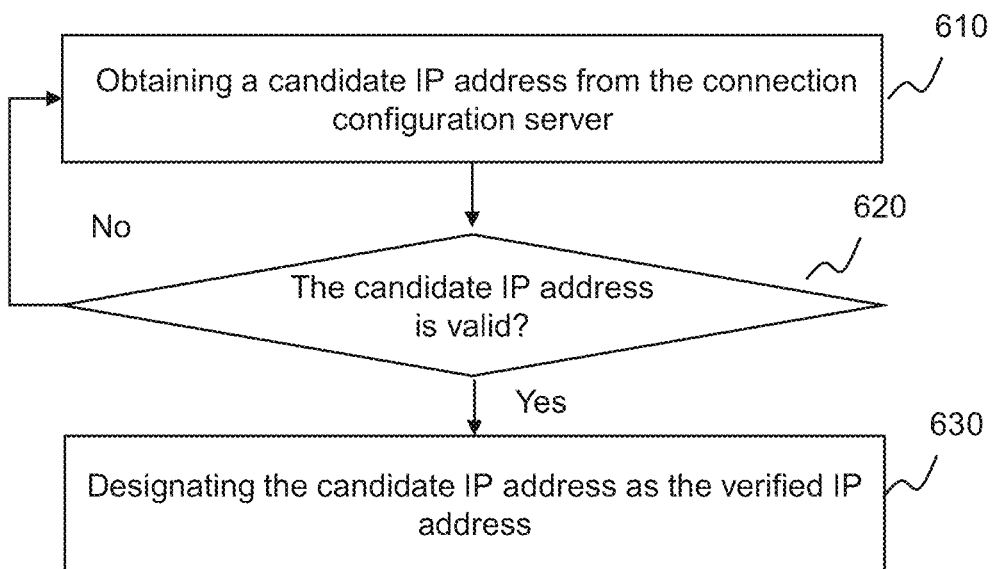 610
Obtaining a candidate IP address from the connection
configuration server
No
620
The candidate IP address
is valid?
Yes
630
Designating the candidate IP address as the verified IP
address